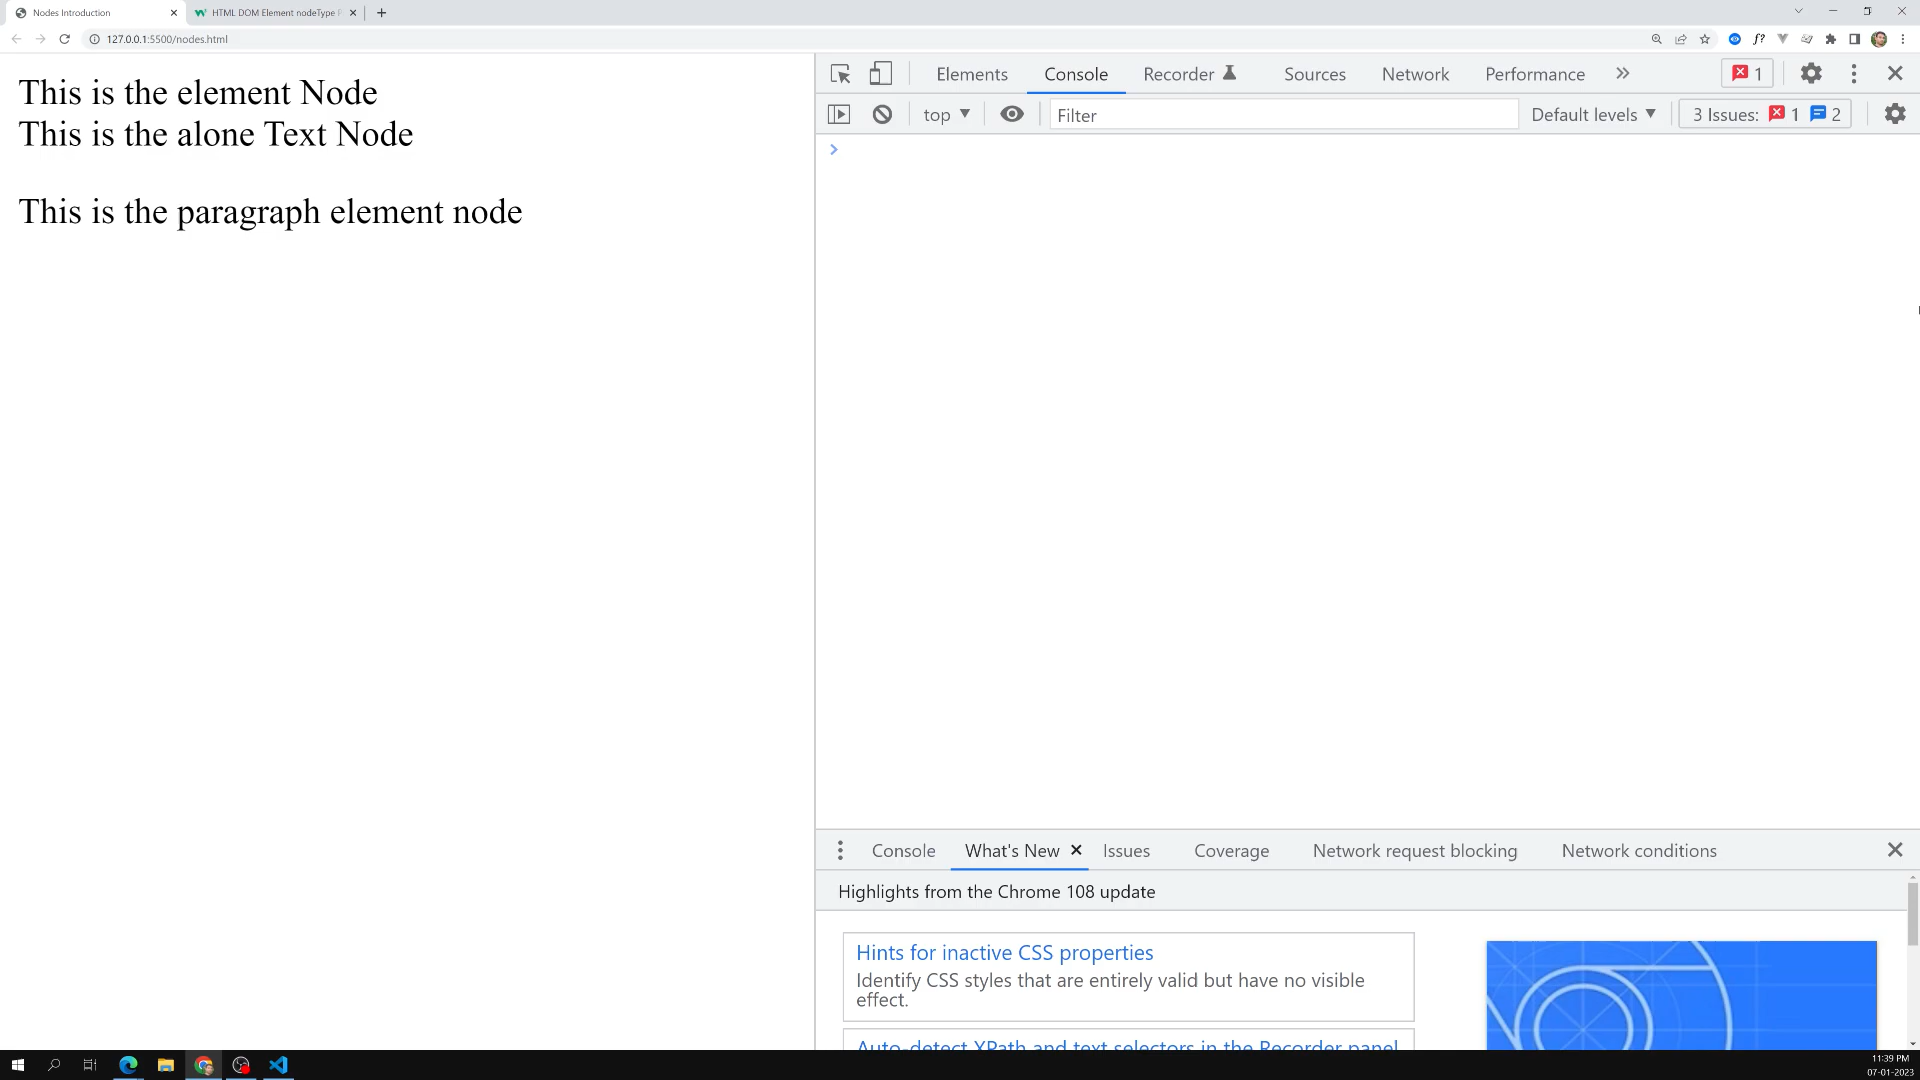 Nodes Introduction
HTML DOM Element nodeType P
127.0.0.1:5500/nodes.html
f?
This is the element Node
This is the alone Text Node
This is the paragraph element node
Elements
Console
Recorder
Sources
Network
Performance
1
top
Filter
Default levels
3 Issues:
1
2
Console
What's New
Issues
Coverage
Network request blocking
Network conditions
Highlights from the Chrome 108 update
Hints for inactive CSS properties
Identify CSS styles that are entirely valid but have no visible
effect.
Auto-detect XPath and text selectors in the Recorder panel
11:39 PM
07-01-2023